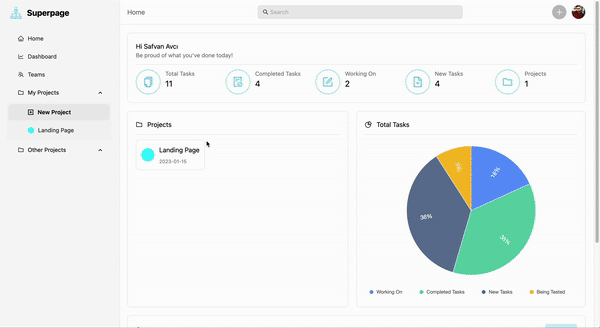 Superpage
Home
Search
Home
Dashboard
Teams
My Projects
New Project
Landing Page
Other Projects
Hi Safvan Avcı
Be proud of what you've done today!
Total Tasks
11
Completed Tasks
4
Working On
2
New Tasks
4
Projects
1
Projects
Landing Page
2023-01-15
Total Tasks
18%
36%
36%
9%
Working On
Completed Tasks
New Tasks
Being Tested